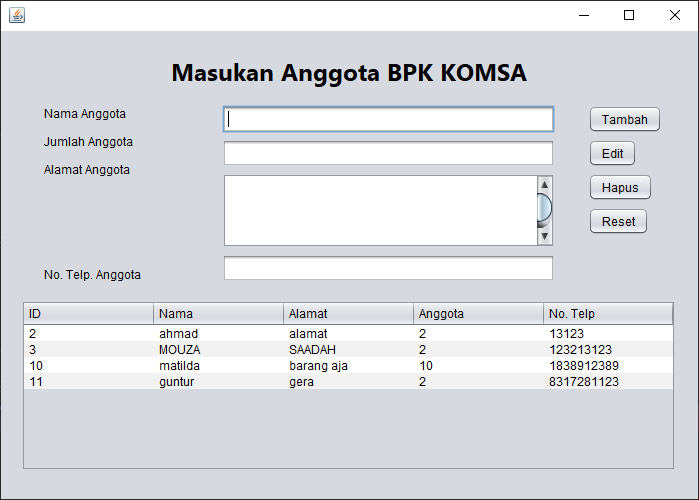 Masukan Anggota BPK KOMSA
Nama Anggota
Tambah
Jumlah Anggota
Edit
Alamat Anggota
Hapus
Reset
No. Telp. Anggota
ID Nama Alamat Anggota No. Telp
2 ahmad alamat 2 13123
3 MOUZA SAADAH 2 123213123
10 matilda barang aja 10 1838912389
11 guntur gera 2 8317281123